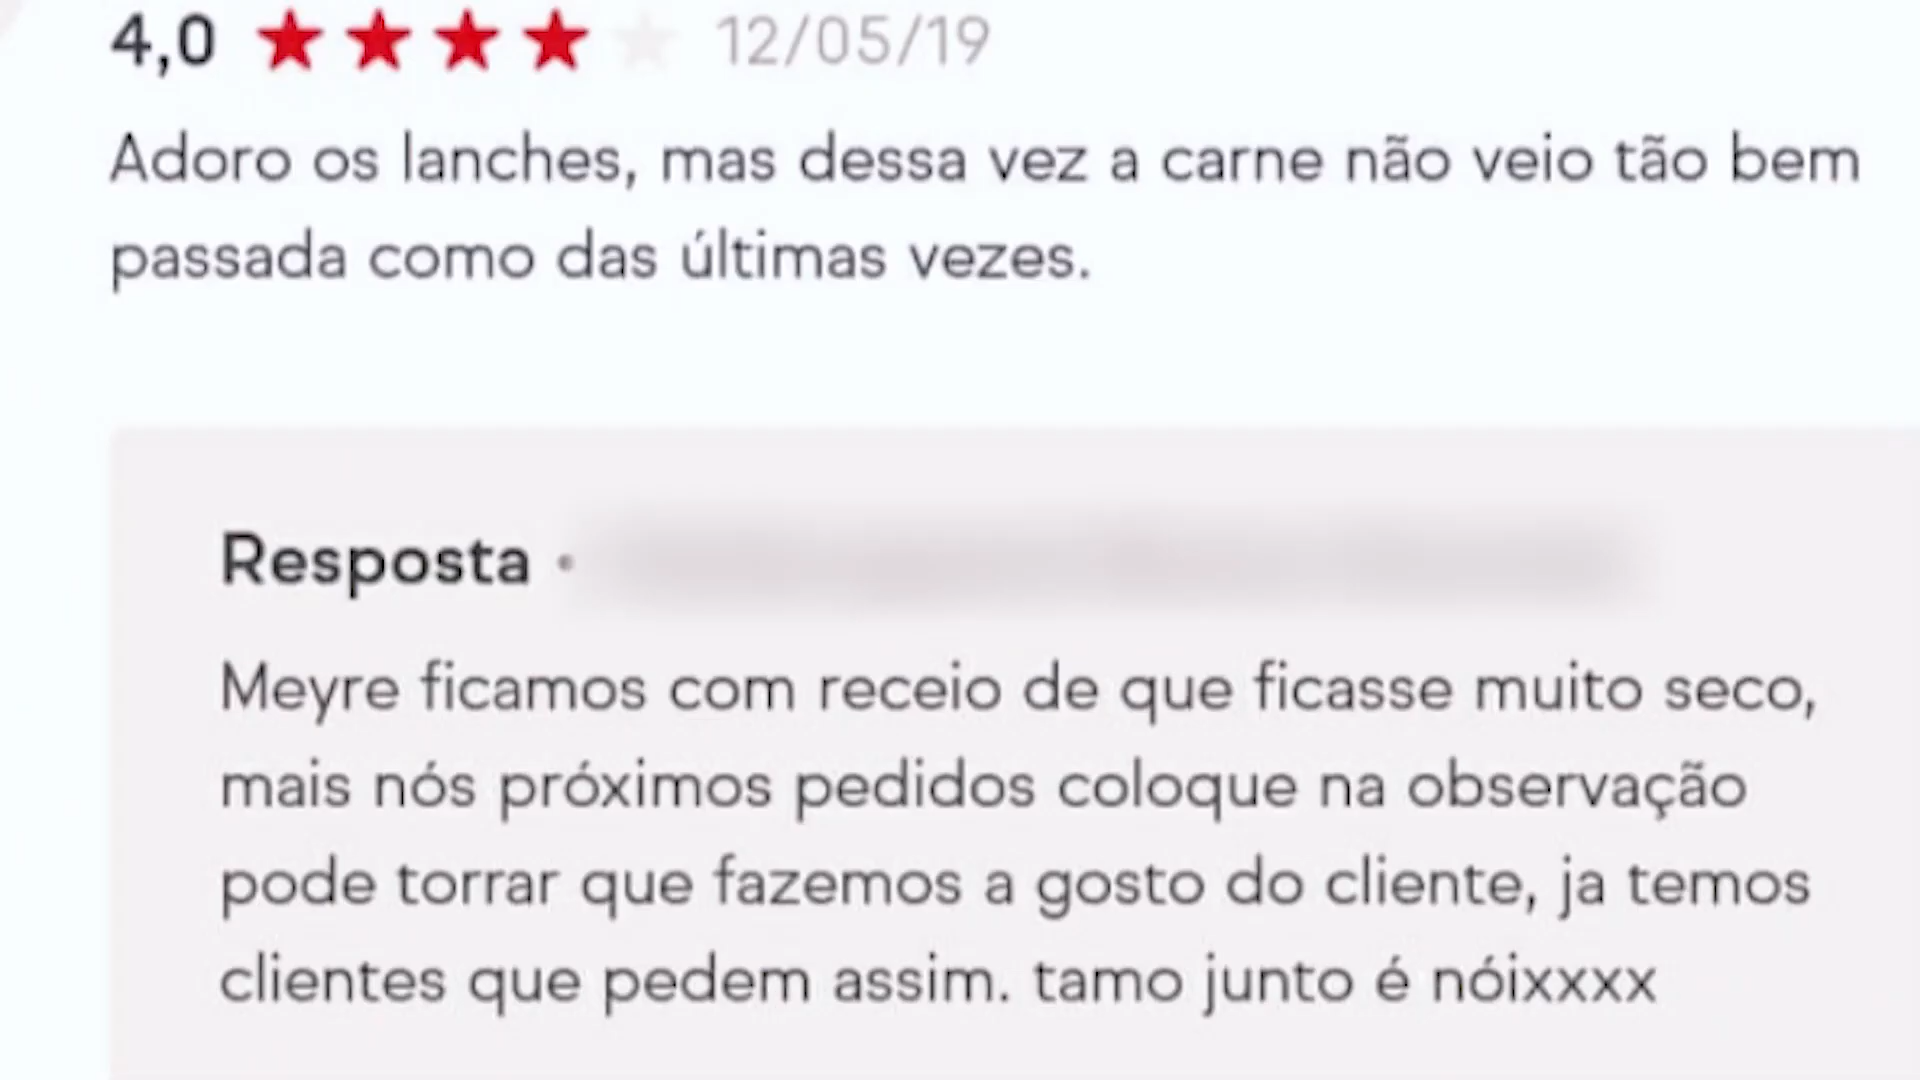 4,0 ★★★★★ 12/05/19
Adoro os lanches, mas dessa vez a carne não veio tão bem
passada como das últimas vezes.
Resposta •
Meyre ficamos com receio de que ficasse muito seco,
mais nós próximos pedidos coloque na observação
pode torrar que fazemos a gosto do cliente, ja temos
clientes que pedem assim. tamo junto é nóixxxx